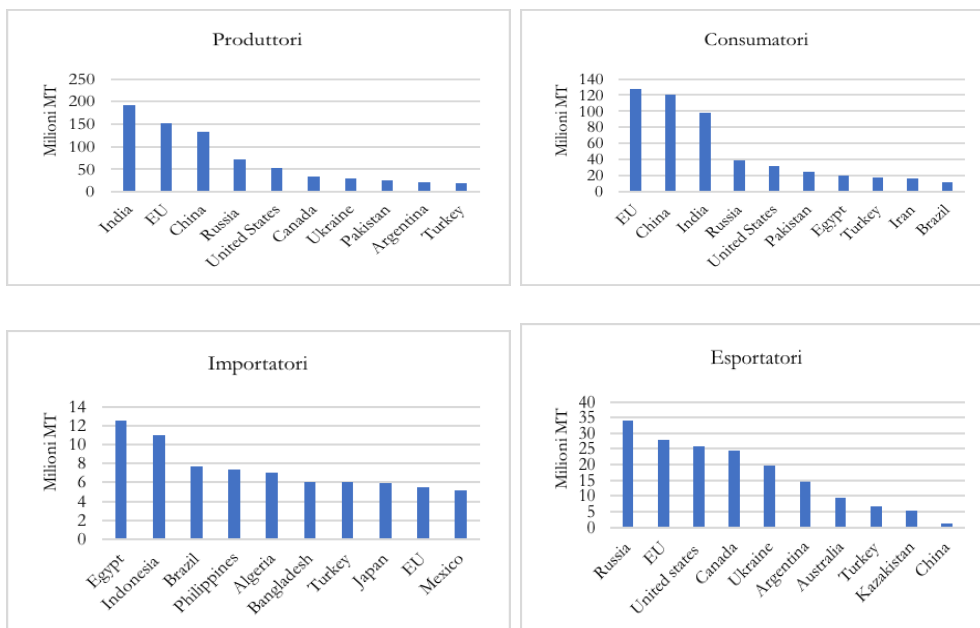 Produttori
Milioni MT
250
200
150
100
50
0
India
EU
China
Russia
United States
Canada
Ukraine
Pakistan
Argentina
Turkey
Consumatori
Milioni MT
140
120
100
80
60
40
20
0
EU
China
India
Russia
United States
Pakistan
Egypt
Turkey
Iran
Brazil
Importatori
Milioni MT
14
12
10
8
6
4
2
0
Egypt
Indonesia
Brazil
Philippines
Algeria
Bangladesh
Turkey
Japan
EU
Mexico
Esportatori
Milioni MT
40
35
30
25
20
15
10
5
0
Russia
EU
United states
Canada
Ukraine
Argentina
Australia
Turkey
Kazakistan
China